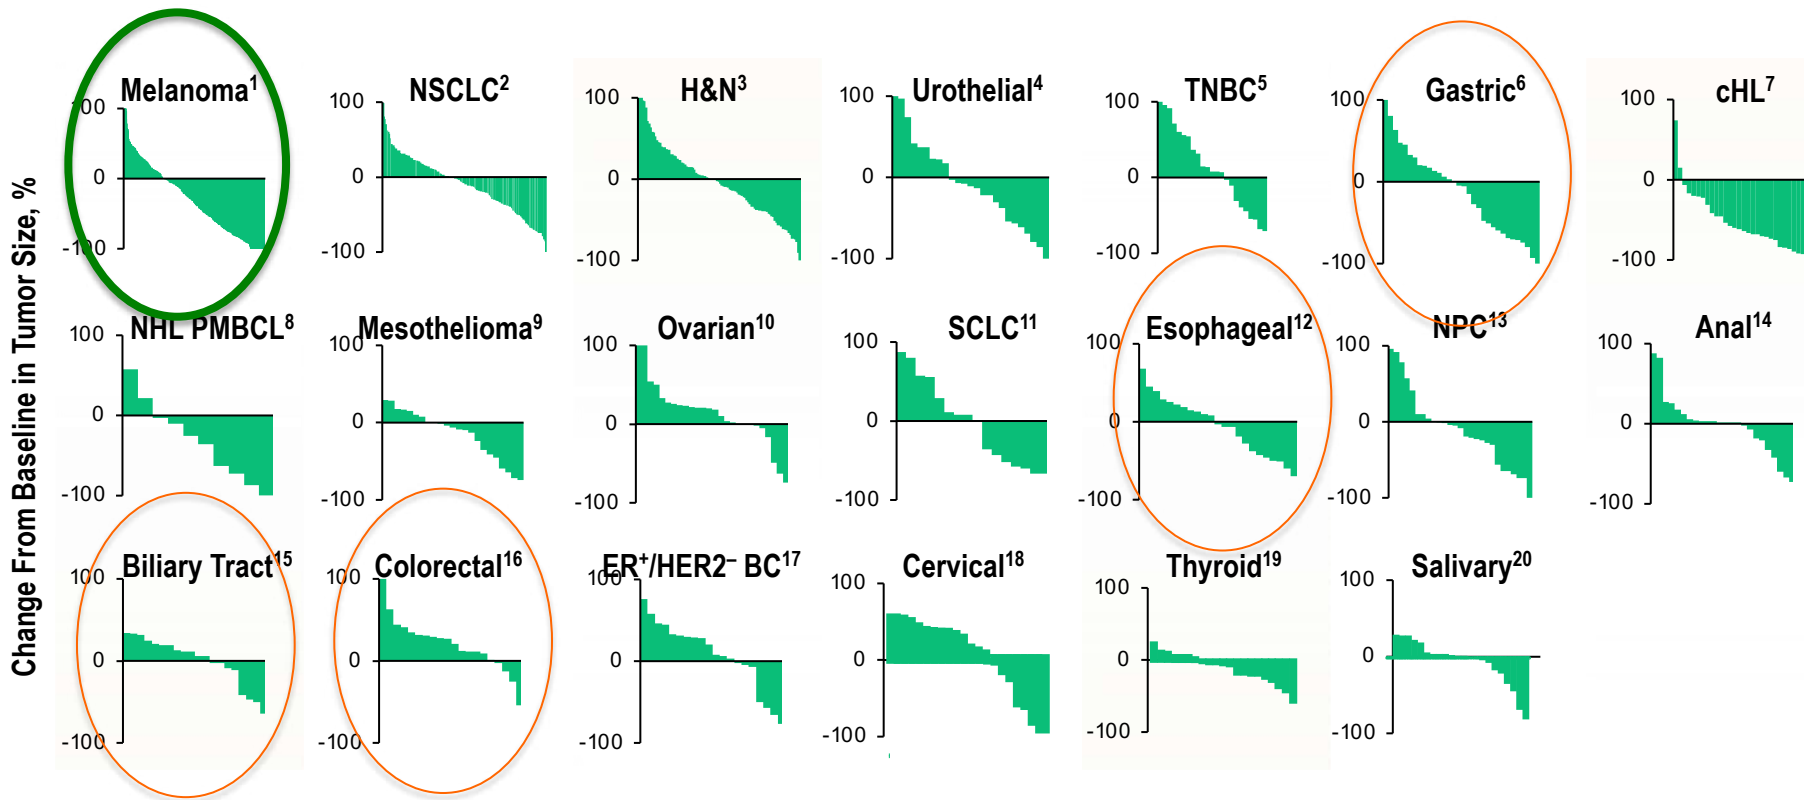 Change From Baseline in Tumor Size, %
Melanoma¹
100
0
-100
NSCLC²
100
0
-100
H&N³
100
0
-100
Urothelial⁴
100
0
-100
TNBC⁵
100
0
-100
Gastric⁶
100
0
-100
cHL⁷
100
0
-100
NHL PMBCL⁸
100
0
-100
Mesothelioma⁹
100
0
-100
Ovarian¹⁰
100
0
-100
SCLC¹¹
100
0
-100
Esophageal¹²
100
0
-100
NPC¹³
100
0
-100
Anal¹⁴
100
0
-100
Biliary Tract¹⁵
100
0
-100
Colorectal¹⁶
100
0
-100
ER⁺/HER2⁻ BC¹⁷
100
0
-100
Cervical¹⁸
100
0
-100
Thyroid¹⁹
100
0
-100
Salivary²⁰
100
0
-100